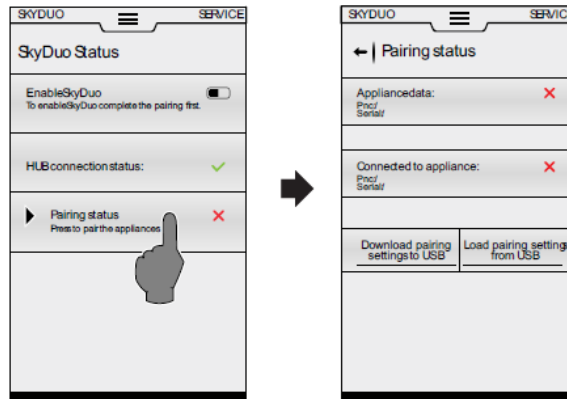 SKYDUO SERVICE
SkyDuo Status
EnableSkyDuo
To enableSkyDuo complete the pairing first.
HUB connection status:
Pairing status
Press to pair the appliances
SKYDUO
Pairing status
Appliance data:
Pnc/
Serial/
Connected to appliance:
Pnc/
Serial/
Download pairing
settings to USB
Load pairing
from USB